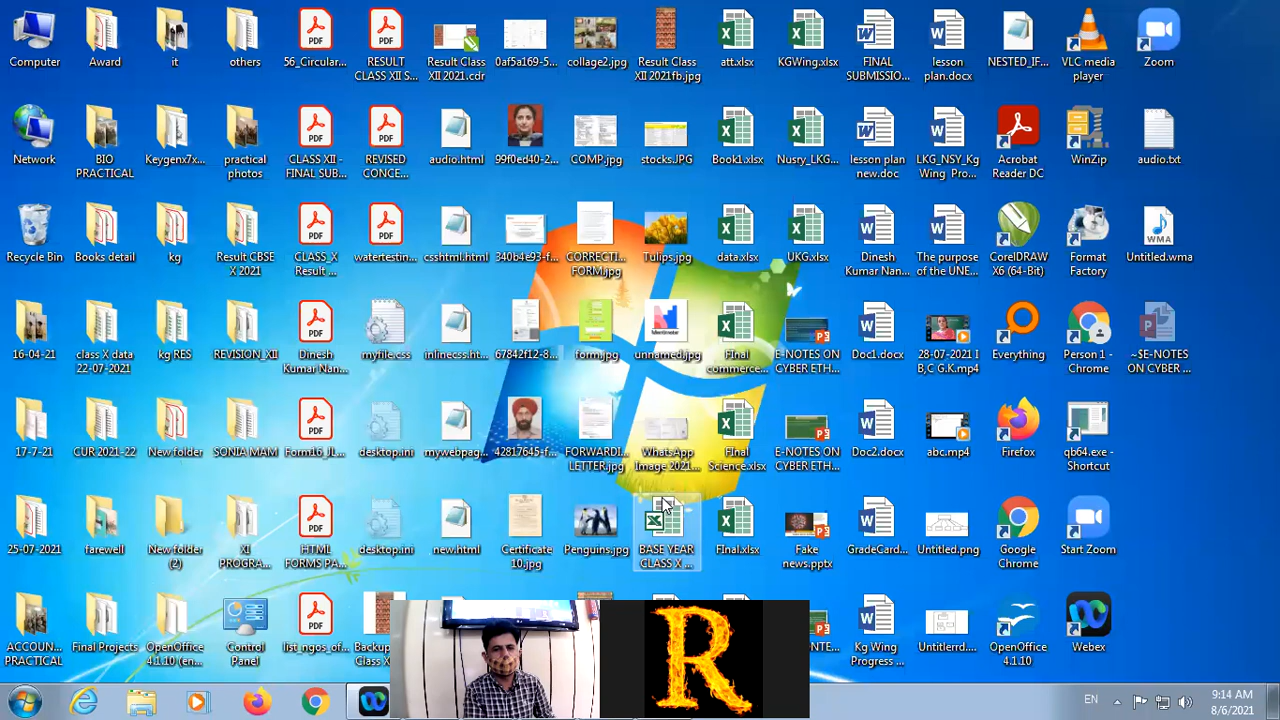 Computer
Award
it
others
56_Circular...
RESULT
CLASS XII S...
Result Class
XII 2021.cdr
0af5a169-5...
collage2.jpg
Result Class
XII 2021fb.jpg
att.xlsx
KGWing.xlsx
FINAL
SUBMISSIO...
lesson
plan.docx
NESTED_IF...
VLC media
player
Zoom
Network
BIO
PRACTICAL
Keygenx7x...
practical
photos
CLASS XII -
FINAL SUB...
REVISED
CONCE...
audio.html
99f0ed40-2...
COMP.jpg
stocks.JPG
Book1.xlsx
Nusry_LKG...
lesson plan
new.doc
LKG_NSY_Kg
Wing_Pro...
Acrobat
Reader DC
WinZip
audio.txt
Recycle Bin
Books detail
kg
Result CBSE
X 2021
CLASS_X
Result ...
watertestin...
csshtml.html
340b4e93-f...
CORRECTI...
FORM.jpg
Tulips.jpg
data.xlsx
UKG.xlsx
Dinesh
Kumar Nan...
The purpose
of the UNE...
CorelDRAW
X6 (64-Bit)
Format
Factory
Untitled.wma
16-04-21
class X data
22-07-2021
kg RES
REVISION_XII
Dinesh
Kumar Nan...
myfile.css
inlinecss.ht...
67842f12-8...
form.jpg
unnamed.jpg
FInal
commerce...
E-NOTES ON
CYBER ETH...
Doc1.docx
28-07-2021 I
B,C G.K.mp4
Everything
Person 1 -
Chrome
~$E-NOTES
ON CYBER ...
17-7-21
CUR 2021-22
New folder
SONIA MAM
Form16_JL...
desktop.ini
mywebpag...
42817645-f...
FORWARDI...
LETTER.jpg
WhatsApp
Image 2021...
FInal
Science.xlsx
E-NOTES ON
CYBER ETH...
Doc2.docx
abc.mp4
Firefox
qb64.exe -
Shortcut
25-07-2021
farewell
New folder
(2)
XI
PROGRA...
HTML
FORMS PA...
desktop.ini
new.html
Certificate
10.jpg
Penguins.jpg
BASE YEAR
CLASS X ...
FInal.xlsx
Fake
news.pptx
GradeCard...
Untitled.png
Google
Chrome
Start Zoom
ACCOUN...
PRACTICAL
Final Projects
OpenOffice
4.1.10 (en...
Control
Panel
list_ngos_of...
Kg Wing
Progress ...
Untitlerrd....
OpenOffice
4.1.10
Webex
R
EN
9:14 AM
8/6/2021